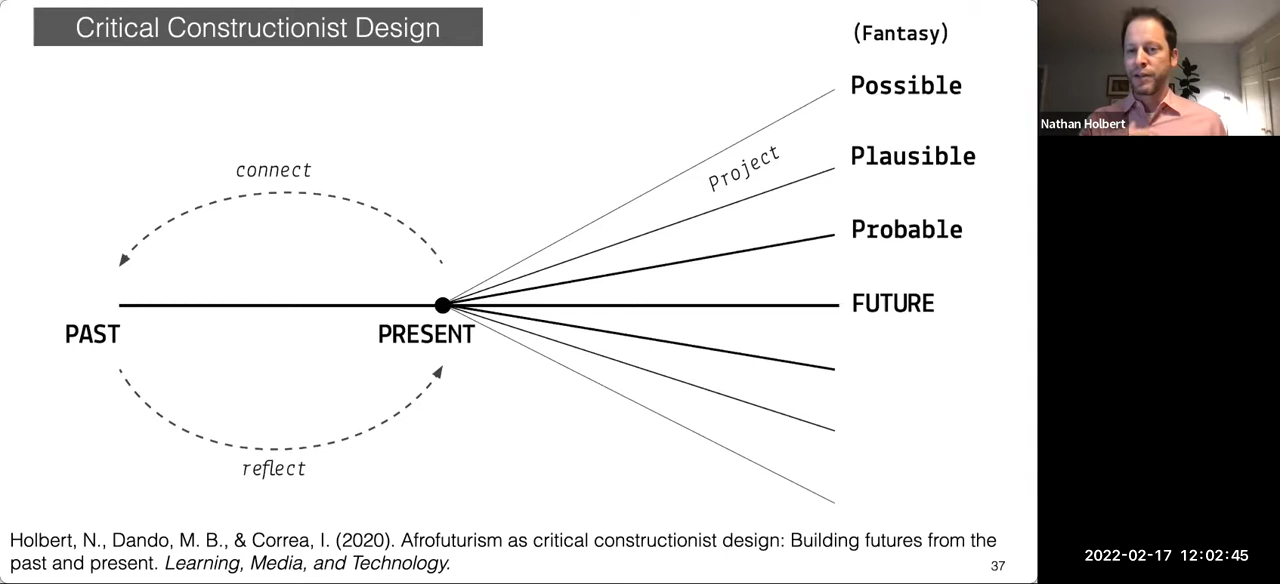 Critical Constructionist Design
(Fantasy)
Possible
Plausible
Project
Probable
connect
FUTURE
PAST
PRESENT
reflect
Holbert, N., Dando, M. B., & Correa, I. (2020). Afrofuturism as critical constructionist design: Building futures from the
past and present. Learning, Media, and Technology.
37
Nathan Holbert
2022-02-17 12:02:45